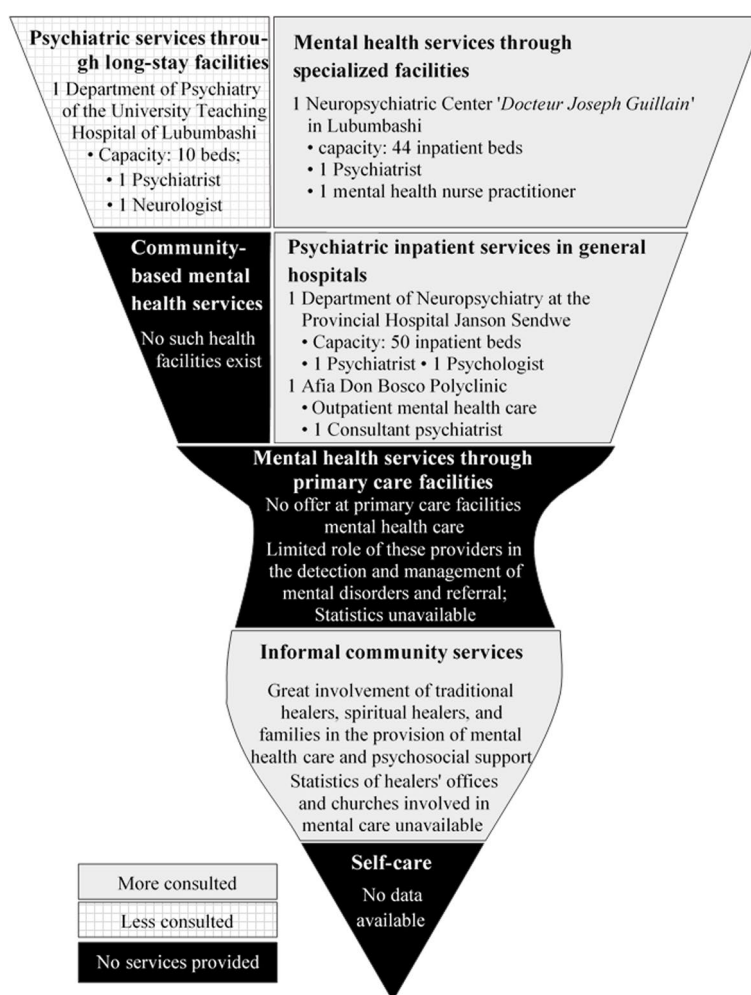 Psychiatric services throu-
gh long-stay facilities
1 Department of Psychiatry
of the University Teaching
Hospital of Lubumbashi
• Capacity: 10 beds;
• 1 Psychiatrist
• 1 Neurologist
Mental health services through
specialized facilities
1 Neuropsychiatric Center 'Docteur Joseph Guillain'
in Lubumbashi
• capacity: 44 inpatient beds
• 1 Psychiatrist
• 1 mental health nurse practitioner
Community-
based mental
health services
No such health
facilities exist
Psychiatric inpatient services in general
hospitals
1 Department of Neuropsychiatry at the
Provincial Hospital Janson Sendwe
• Capacity: 50 inpatient beds
• 1 Psychiatrist • 1 Psychologist
1 Afia Don Bosco Polyclinic
• Outpatient mental health care
• 1 Consultant psychiatrist
Mental health services through
primary care facilities
No offer at primary care facilities
mental health care
Limited role of these providers in
the detection and management of
mental disorders and referral;
Statistics unavailable
Informal community services
Great involvement of traditional
healers, spiritual healers, and
families in the provision of mental
health care and psychosocial support
Statistics of healers' offices
and churches involved in
mental care unavailable
Self-care
No data
available
More consulted
Less consulted
No services provided